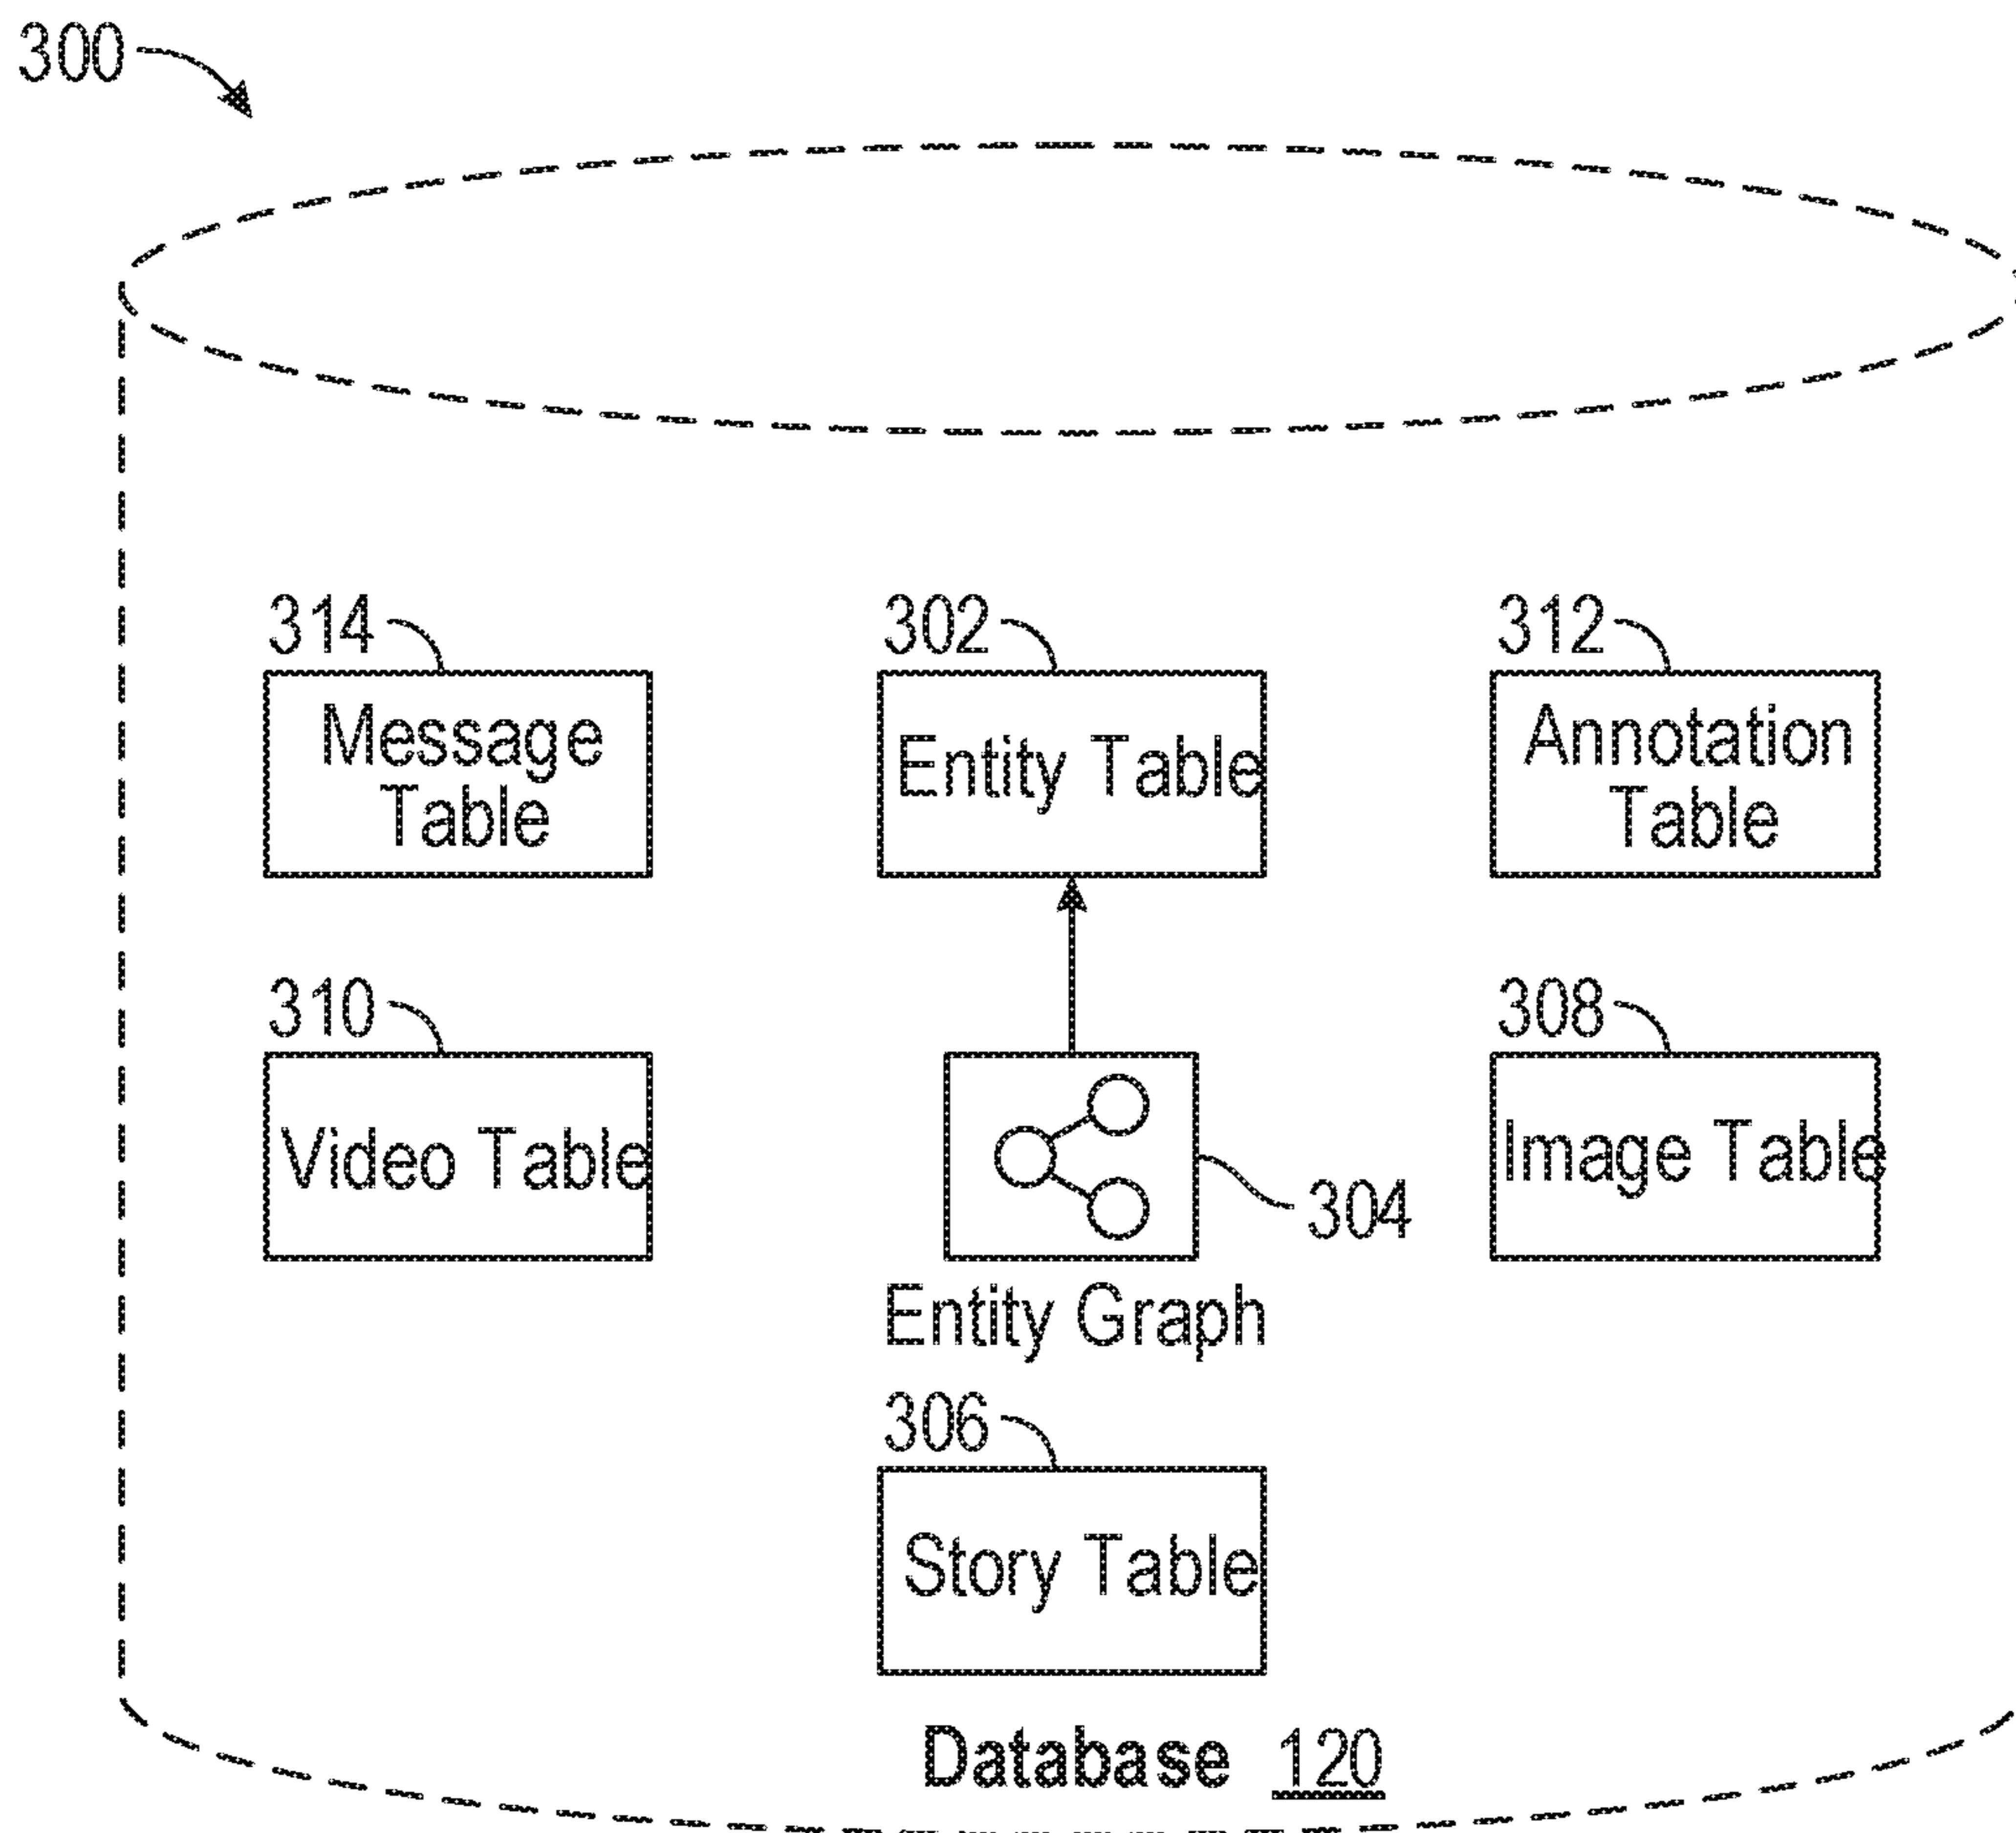 300
314
302
312
Message
Table
Entity Table
Annotation
Table
310
308
Video Table
Image Table
304
Entity Graph
306
Story Table
Database 120